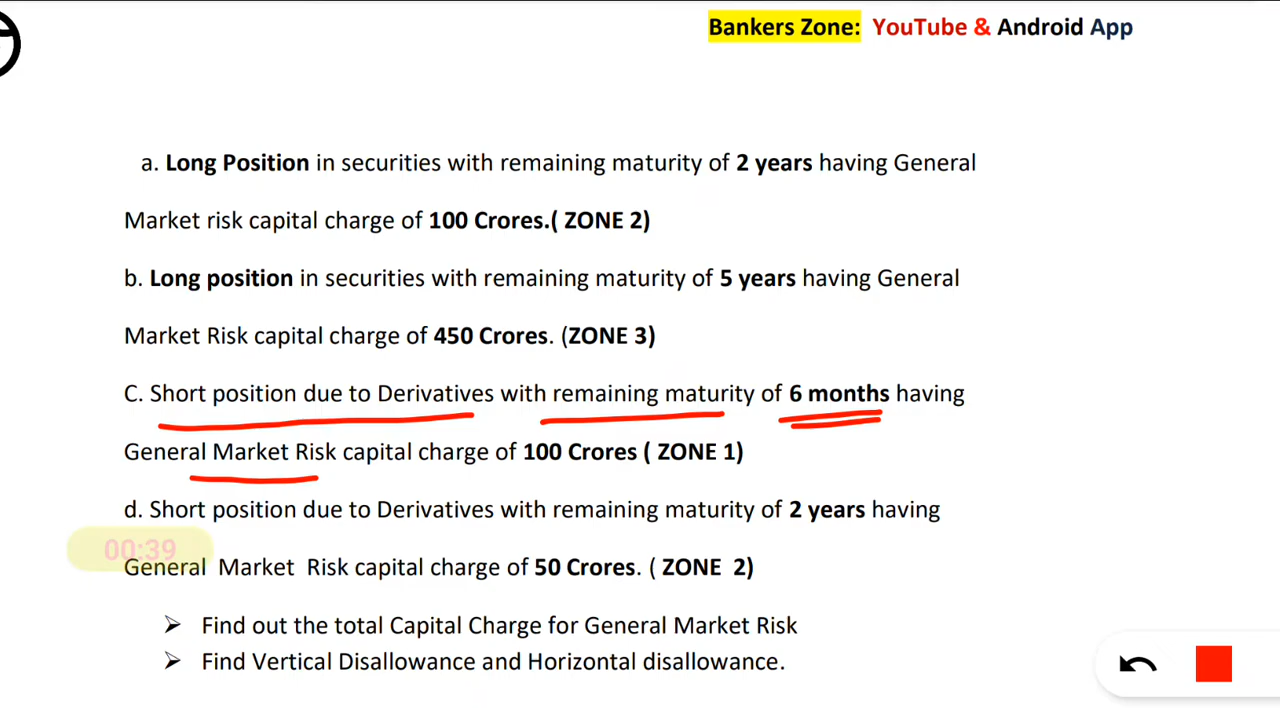 Bankers Zone: YouTube & Android App
a. Long Position in securities with remaining maturity of 2 years having General
Market risk capital charge of 100 Crores.( ZONE 2)
b. Long position in securities with remaining maturity of 5 years having General
Market Risk capital charge of 450 Crores. (ZONE 3)
C. Short position due to Derivatives with remaining maturity of 6 months having
General Market Risk capital charge of 100 Crores ( ZONE 1)
d. Short position due to Derivatives with remaining maturity of 2 years having
00:39
General Market Risk capital charge of 50 Crores. ( ZONE 2)
➢ Find out the total Capital Charge for General Market Risk
➢ Find Vertical Disallowance and Horizontal disallowance.